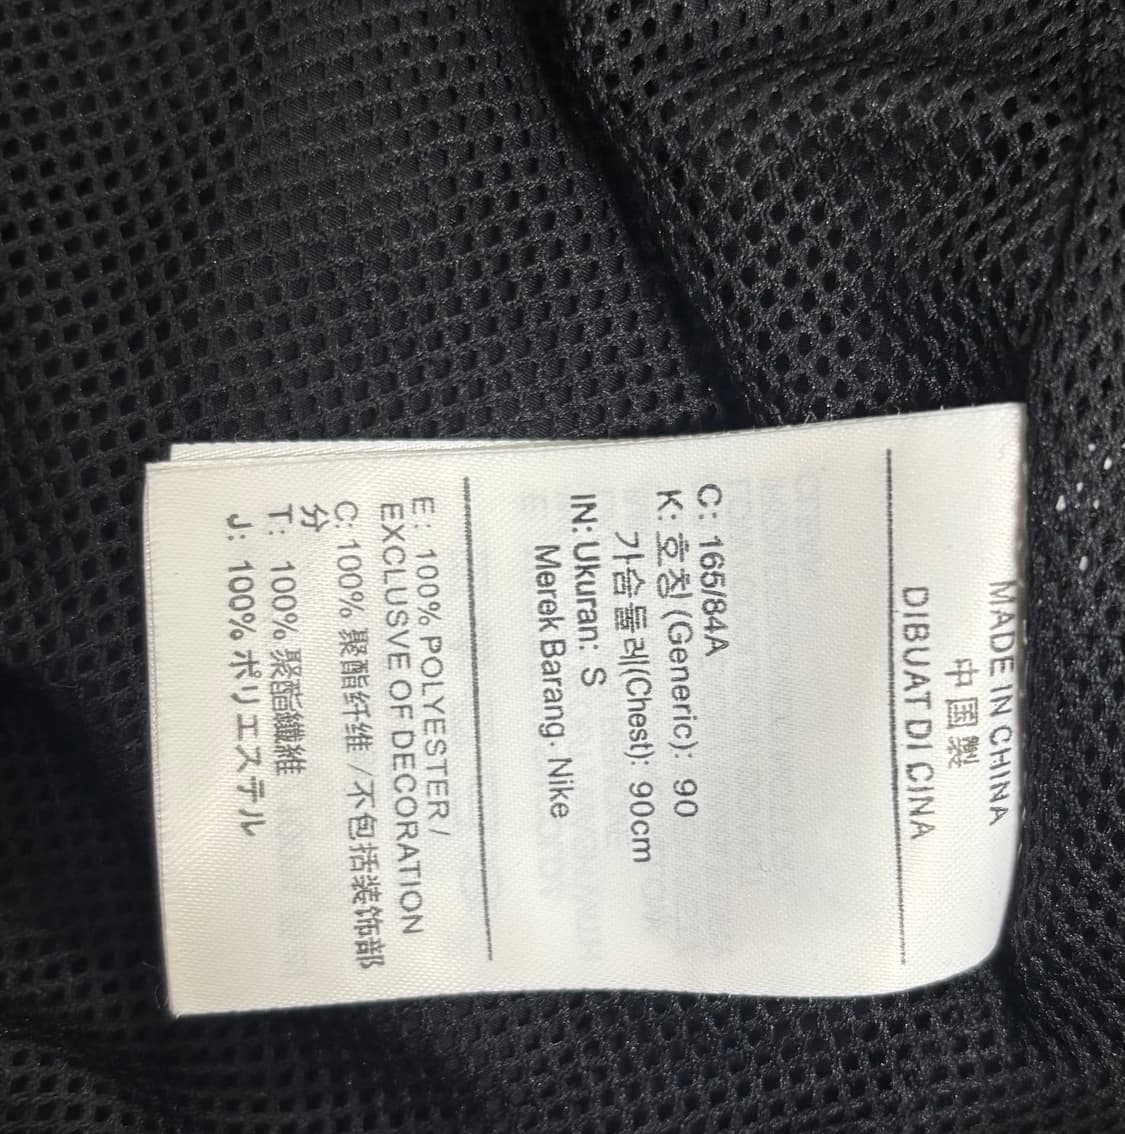 MADE IN CHINA
中国製
DIBUAT DI CINA
C: 165/84A
K: 호칭(Generic): 90
가슴둘레(Chest): 90cm
IN: Ukuran: S
Merek Barang: Nike
E: 100% POLYESTER/
EXCLUSVE OF DECORATION
C: 100% 聚酯纤维 /不包括装饰部
分
T: 100% 聚酯纖維
J: 100% ポリエステル